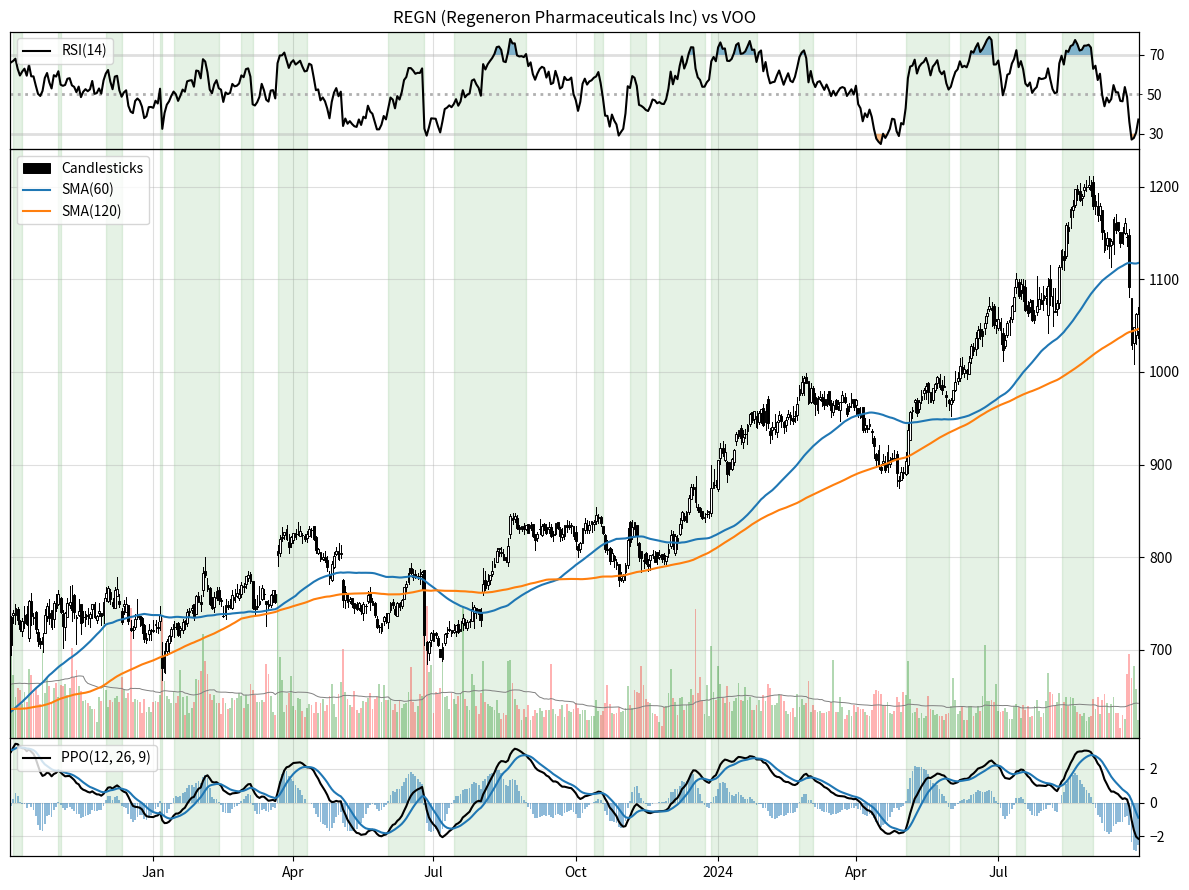 REGN (Regeneron Pharmaceuticals Inc) vs VOO
RSI(14)
70
50
30
Candlesticks
SMA(60)
SMA(120)
1200
1100
1000
900
800
700
PPO(12, 26, 9)
2
0
−2
Jan
Apr
Jul
Oct
2024
Apr
Jul